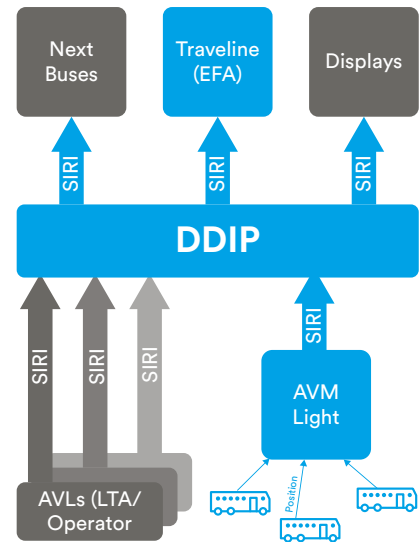 Next
Buses
Traveline
(EFA)
Displays
SIRI
SIRI
SIRI
DDIP
SIRI
SIRI
SIRI
SIRI
AVM
Light
Position
AVLs (LTA/
Operator